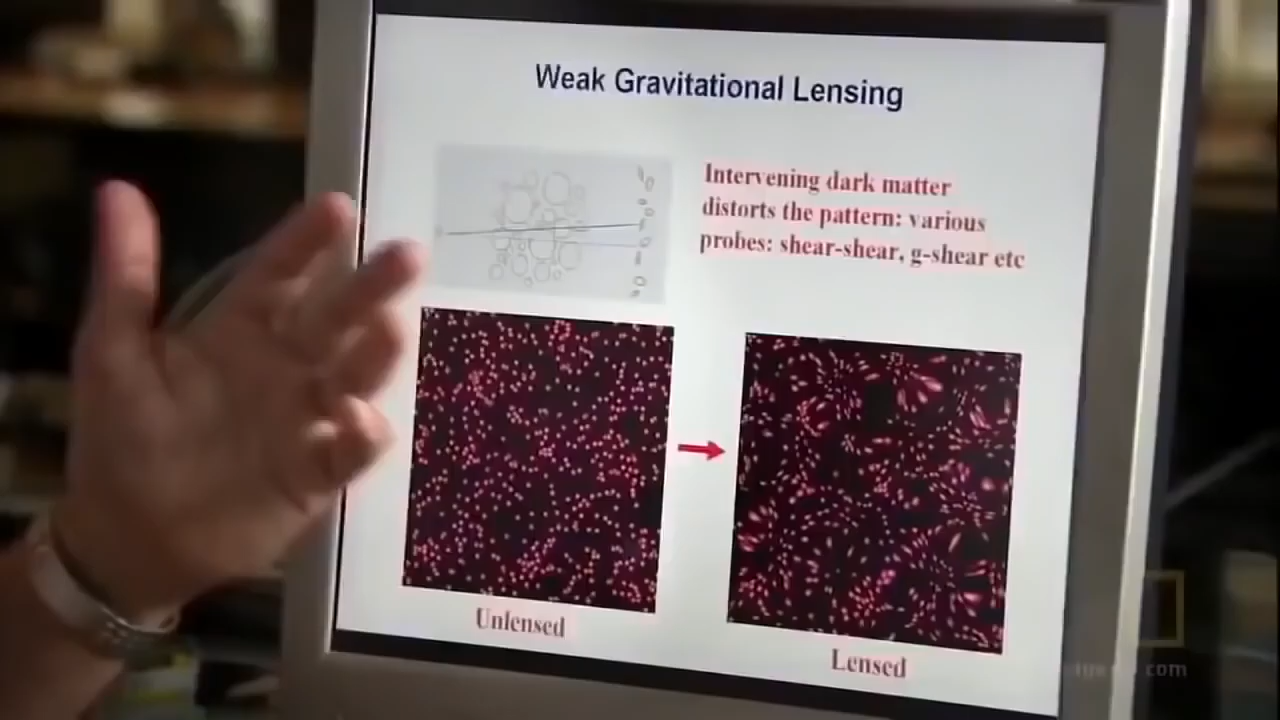 Weak Gravitational Lensing
Intervening dark matter
distorts the pattern: various
probes: shear-shear, g-shear etc
Unlensed
Lensed